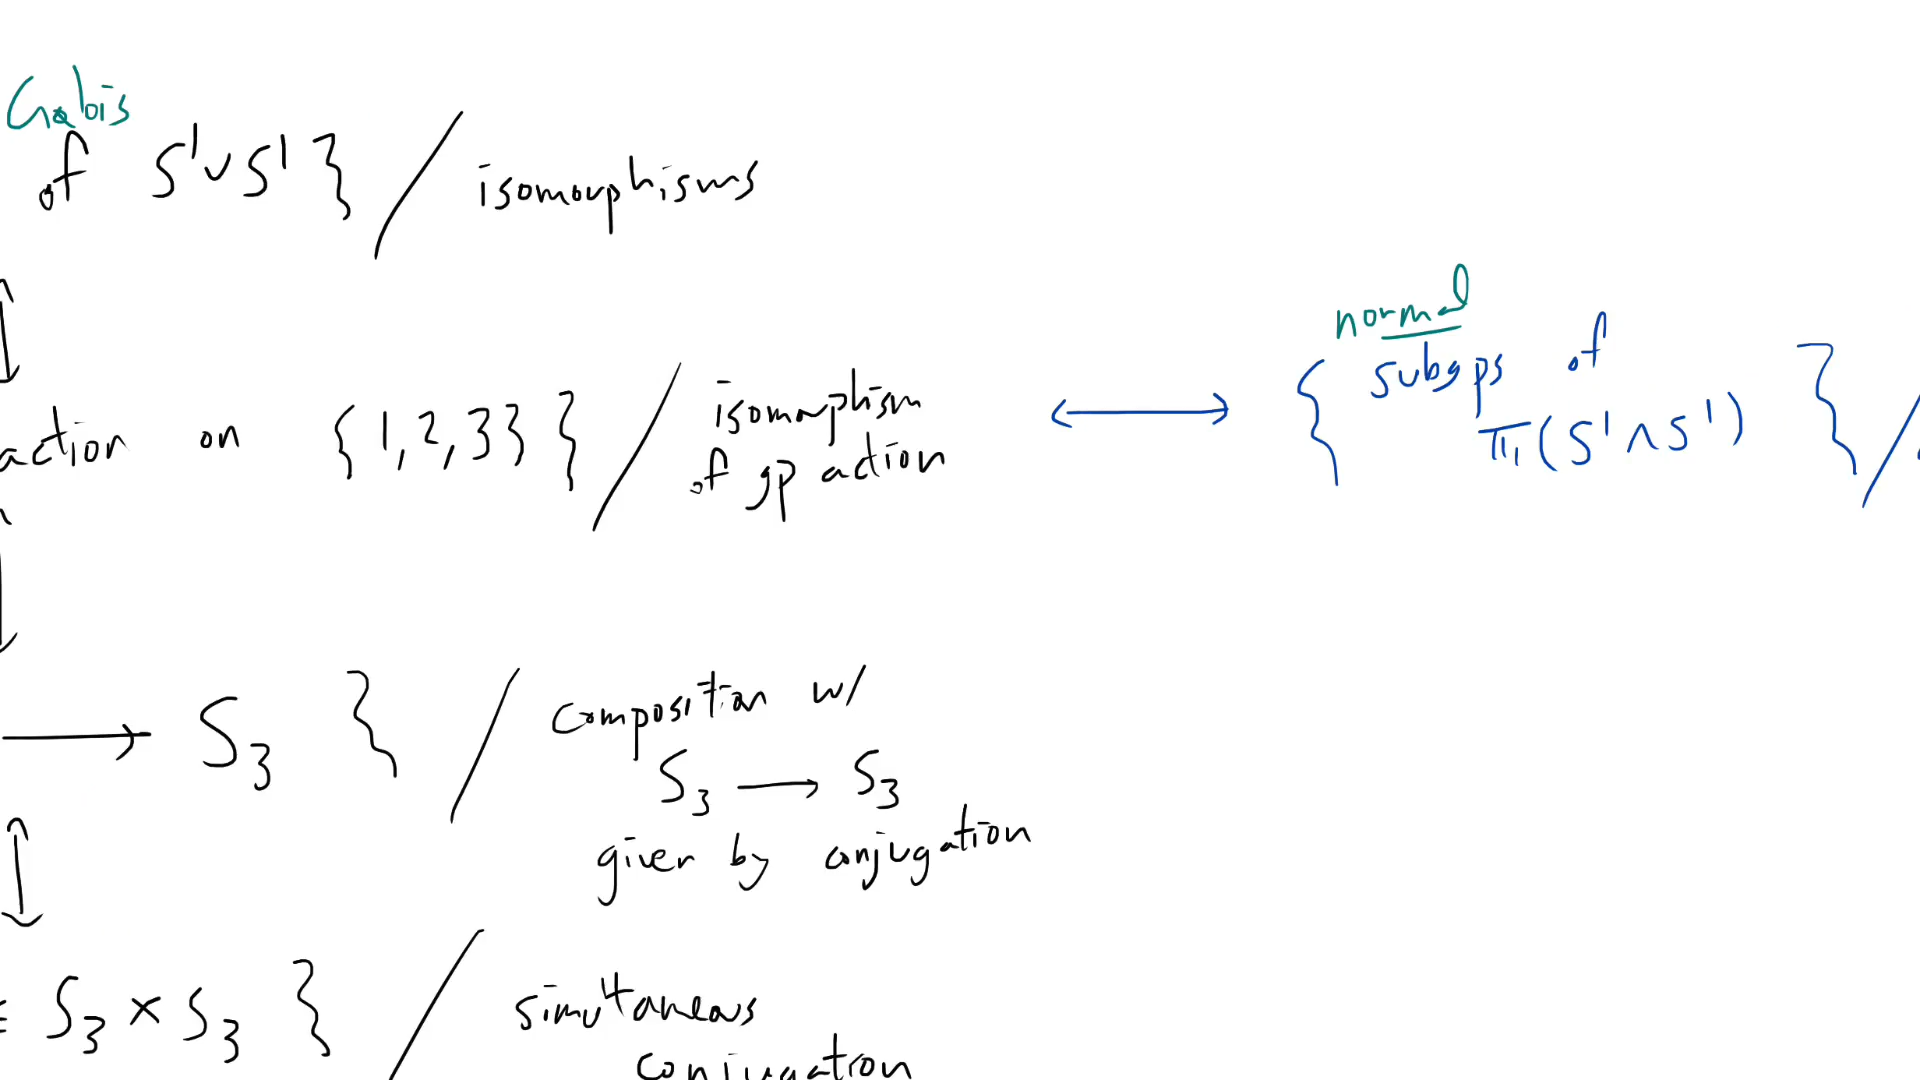 Galois
of S¹∨S¹ } / isomorphisms
action on {1,2,3} } / isomorphism
of gp action
⟷ { normal
subgps of
π₁(S¹∧S¹) } /
⟶ S₃ } / composition w/
S₃ ⟶ S₃
given by conjugation
S₃ × S₃ } / simultaneous
conjugation